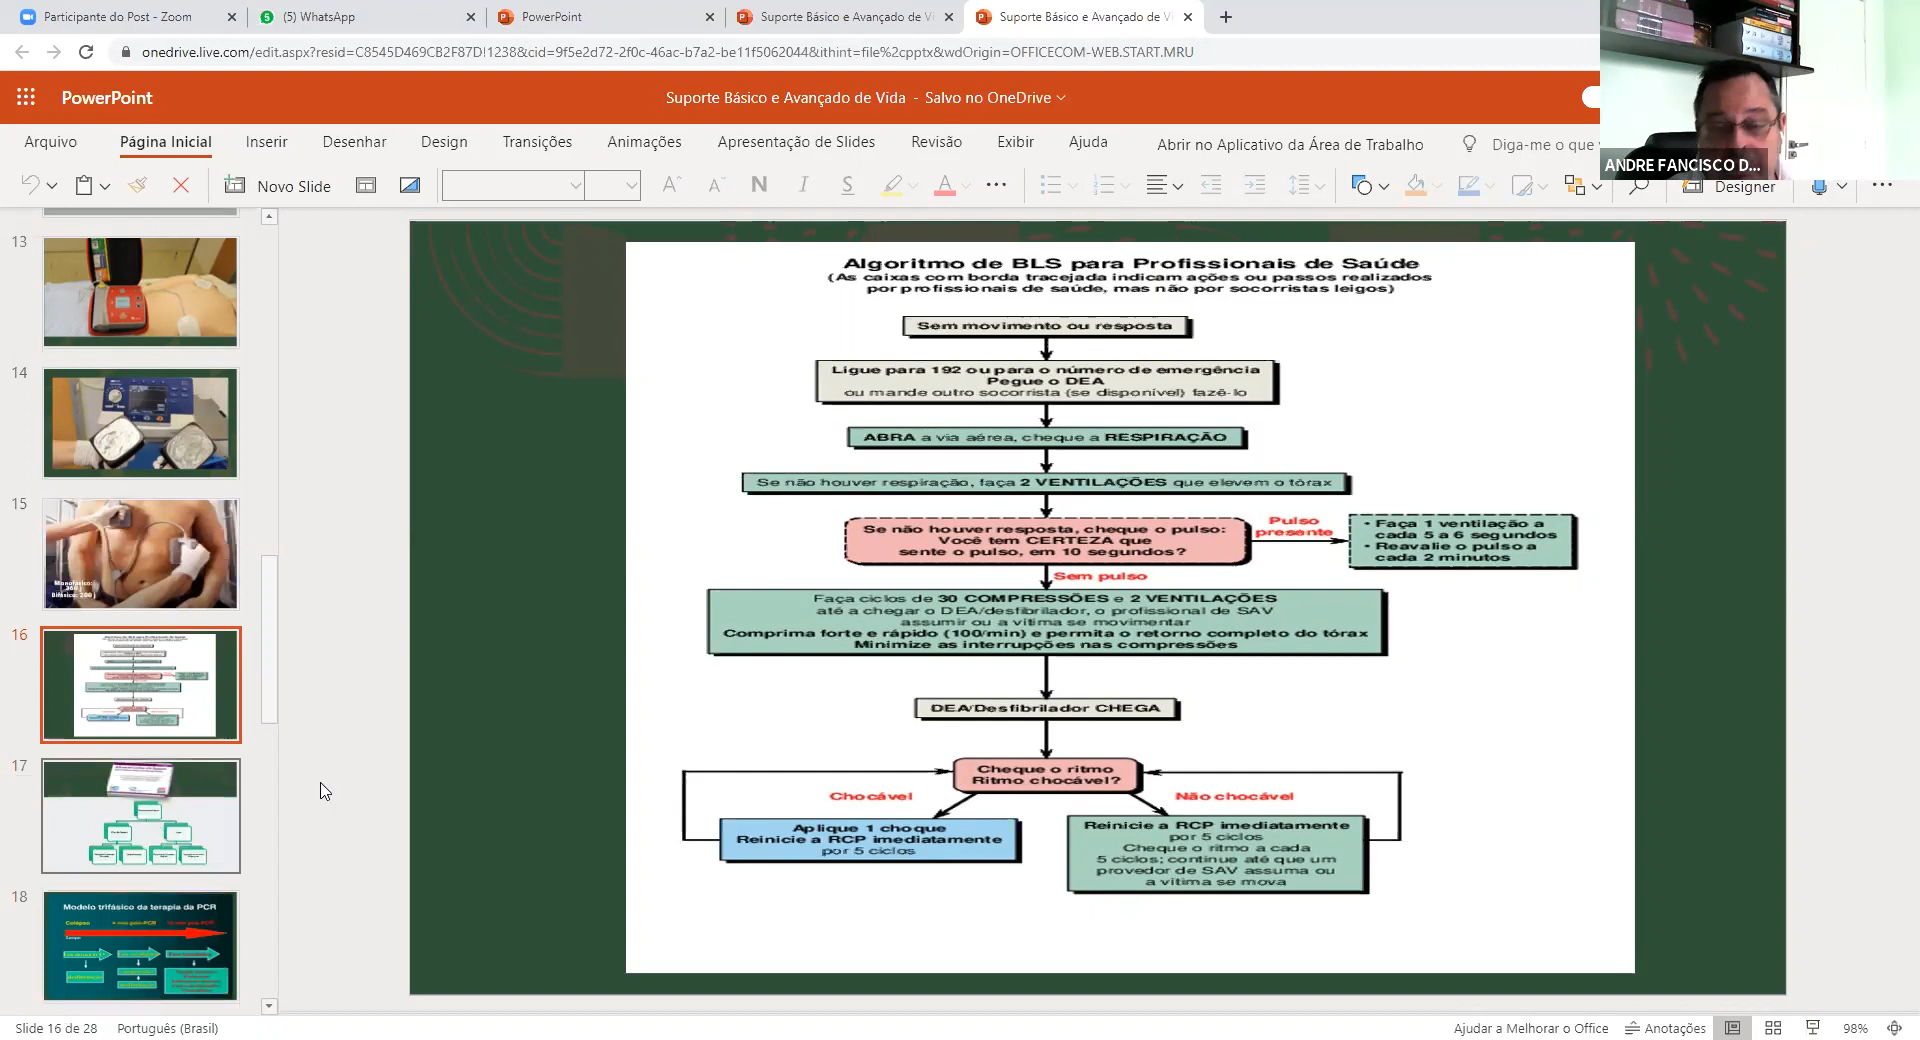 Participante do Post - Zoom
(5) WhatsApp
PowerPoint
Suporte Básico e Avançado de Vi
Suporte Básico e Avançado de Vi
onedrive.live.com/edit.aspx?resid=C8545D469CB2F87D!1238&cid=9f5e2d72-2f0c-46ac-b7a2-be11f5062044&ithint=file%2cpptx&wdOrigin=OFFICECOM-WEB.START.MRU
PowerPoint
Suporte Básico e Avançado de Vida - Salvo no OneDrive
Arquivo
Página Inicial
Inserir
Desenhar
Design
Transições
Animações
Apresentação de Slides
Revisão
Exibir
Ajuda
Abrir no Aplicativo da Área de Trabalho
Diga-me o que
ANDRE FANCISCO D...
Novo Slide
N
I
S
Designer
13
14
15
Monofásico:
Bifásico: 200 j
16
17
18
Modelo trifásico da terapia da PCR
Colapso
Algoritmo de BLS para Profissionais de Saúde
(As caixas com borda tracejada indicam ações ou passos realizados
por profissionais de saúde, mas não por socorristas leigos)
Sem movimento ou resposta
Ligue para 192 ou para o número de emergência
Pegue o DEA
ou mande outro socorrista (se disponível) fazê-lo
ABRA a via aérea, cheque a RESPIRAÇÃO
Se não houver respiração, faça 2 VENTILAÇÕES que elevem o tórax
Se não houver resposta, cheque o pulso:
Você tem CERTEZA que
sente o pulso, em 10 segundos?
Pulso
presente
• Faça 1 ventilação a
cada 5 a 6 segundos
• Reavalie o pulso a
cada 2 minutos
Sem pulso
Faça ciclos de 30 COMPRESSÕES e 2 VENTILAÇÕES
até a chegar o DEA/desfibrilador, o profissional de SAV
assumir ou a vítima se movimentar
Comprima forte e rápido (100/min) e permita o retorno completo do tórax
Minimize as interrupções nas compressões
DEA/Desfibrilador CHEGA
Cheque o ritmo
Ritmo chocável?
Chocável
Não chocável
Aplique 1 choque
Reinicie a RCP imediatamente
por 5 ciclos
Reinicie a RCP imediatamente
por 5 ciclos
Cheque o ritmo a cada
5 ciclos; continue até que um
provedor de SAV assuma ou
a vítima se mova
Slide 16 de 28
Português (Brasil)
Ajudar a Melhorar o Office
Anotações
98%